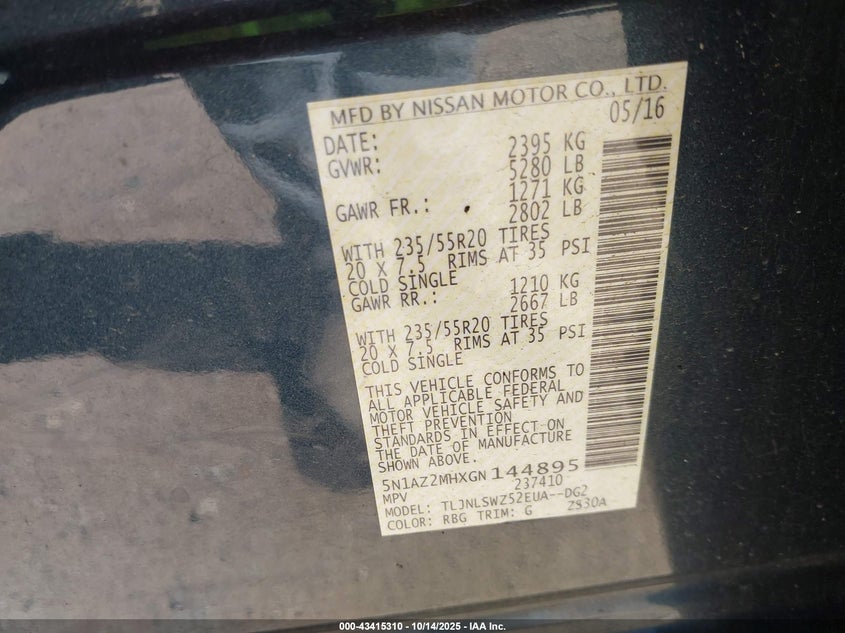 MFD BY NISSAN MOTOR CO., LTD.
DATE: 05/16
GVWR: 2395 KG
5280 LB
GAWR FR.: 1271 KG
2802 LB
WITH 235/55R20 TIRES
20 X 7.5 RIMS AT 35 PSI
COLD SINGLE
GAWR RR.: 1210 KG
2667 LB
WITH 235/55R20 TIRES
20 X 7.5 RIMS AT 35 PSI
COLD SINGLE
THIS VEHICLE CONFORMS TO
ALL APPLICABLE FEDERAL
MOTOR VEHICLE SAFETY AND
THEFT PREVENTION
STANDARDS IN EFFECT ON
THE DATE OF MANUFACTURE
SHOWN ABOVE.
5N1AZ2MHXGN144895
MPV 237410
MODEL: TLJNLSWZ52EUA--DG2
COLOR: RBG TRIM: G ZS30A
000-43415310 - 10/14/2025 - IAA Inc.